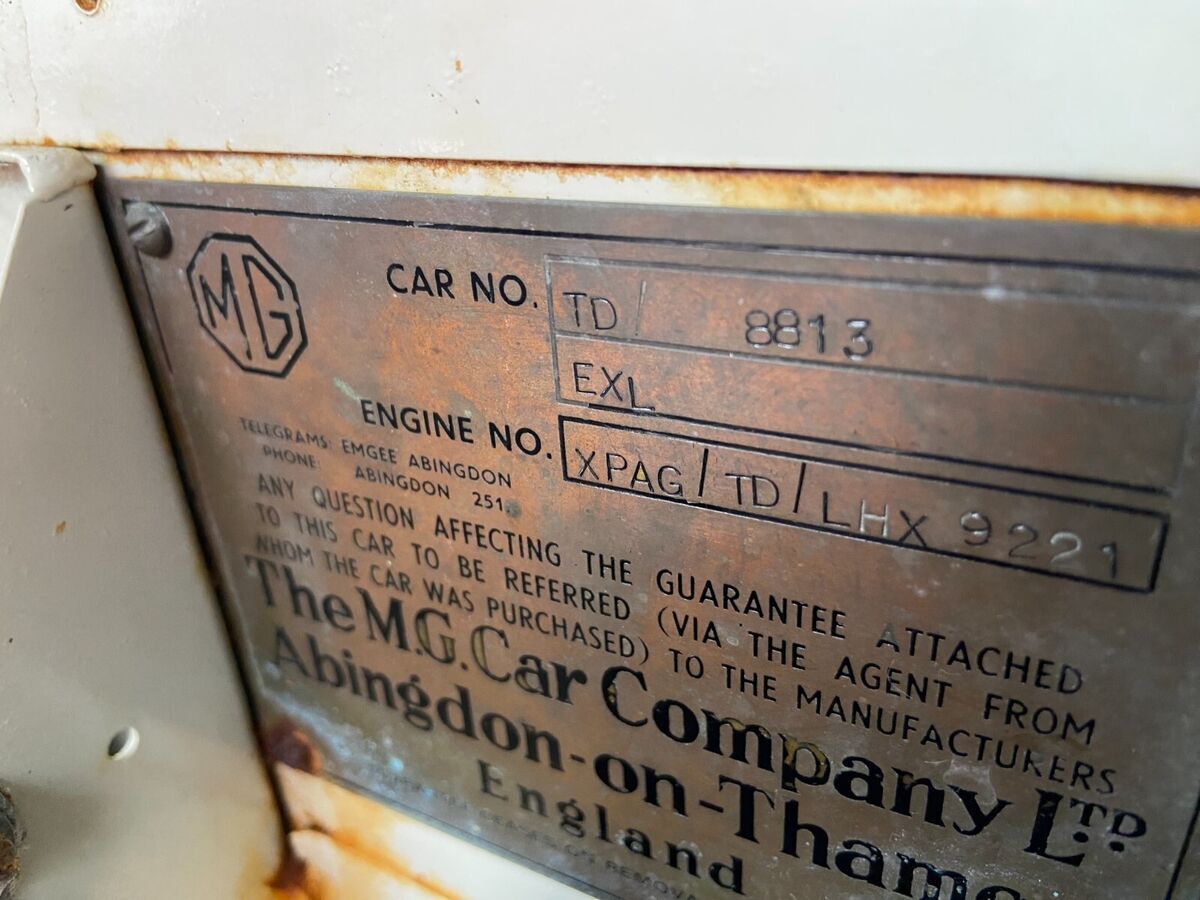 MG
CAR NO. TD/ 8813
EXL
ENGINE NO. XPAG/TD/LHX 9221
TELEGRAMS: EMGEE ABINGDON
PHONE: ABINGDON 251.
ANY QUESTION AFFECTING THE GUARANTEE ATTACHED
TO THIS CAR TO BE REFERRED (VIA THE AGENT FROM
WHOM THE CAR WAS PURCHASED) TO THE MANUFACTURERS
The M.G. Car Company LTD.
Abingdon-on-Thame
England